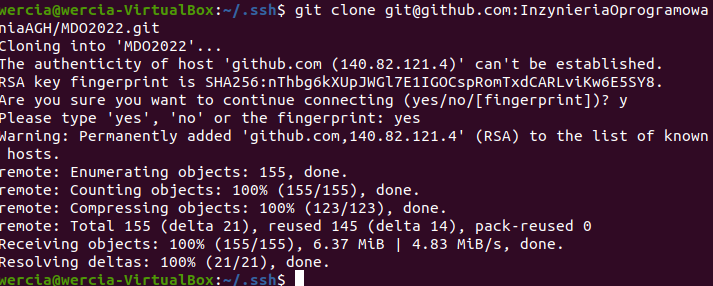 wercia@wercia-VirtualBox:~/.ssh$ git clone git@github.com:InzynieriaOprogramowa
niaAGH/MDO2022.git
Cloning into 'MDO2022'...
The authenticity of host 'github.com (140.82.121.4)' can't be established.
RSA key fingerprint is SHA256:nThbg6kXUpJWGl7E1IGOCspRomTxdCARLviKw6E5SY8.
Are you sure you want to continue connecting (yes/no/[fingerprint])? y
Please type 'yes', 'no' or the fingerprint: yes
Warning: Permanently added 'github.com,140.82.121.4' (RSA) to the list of known
 hosts.
remote: Enumerating objects: 155, done.
remote: Counting objects: 100% (155/155), done.
remote: Compressing objects: 100% (123/123), done.
remote: Total 155 (delta 21), reused 145 (delta 14), pack-reused 0
Receiving objects: 100% (155/155), 6.37 MiB | 4.83 MiB/s, done.
Resolving deltas: 100% (21/21), done.
wercia@wercia-VirtualBox:~/.ssh$